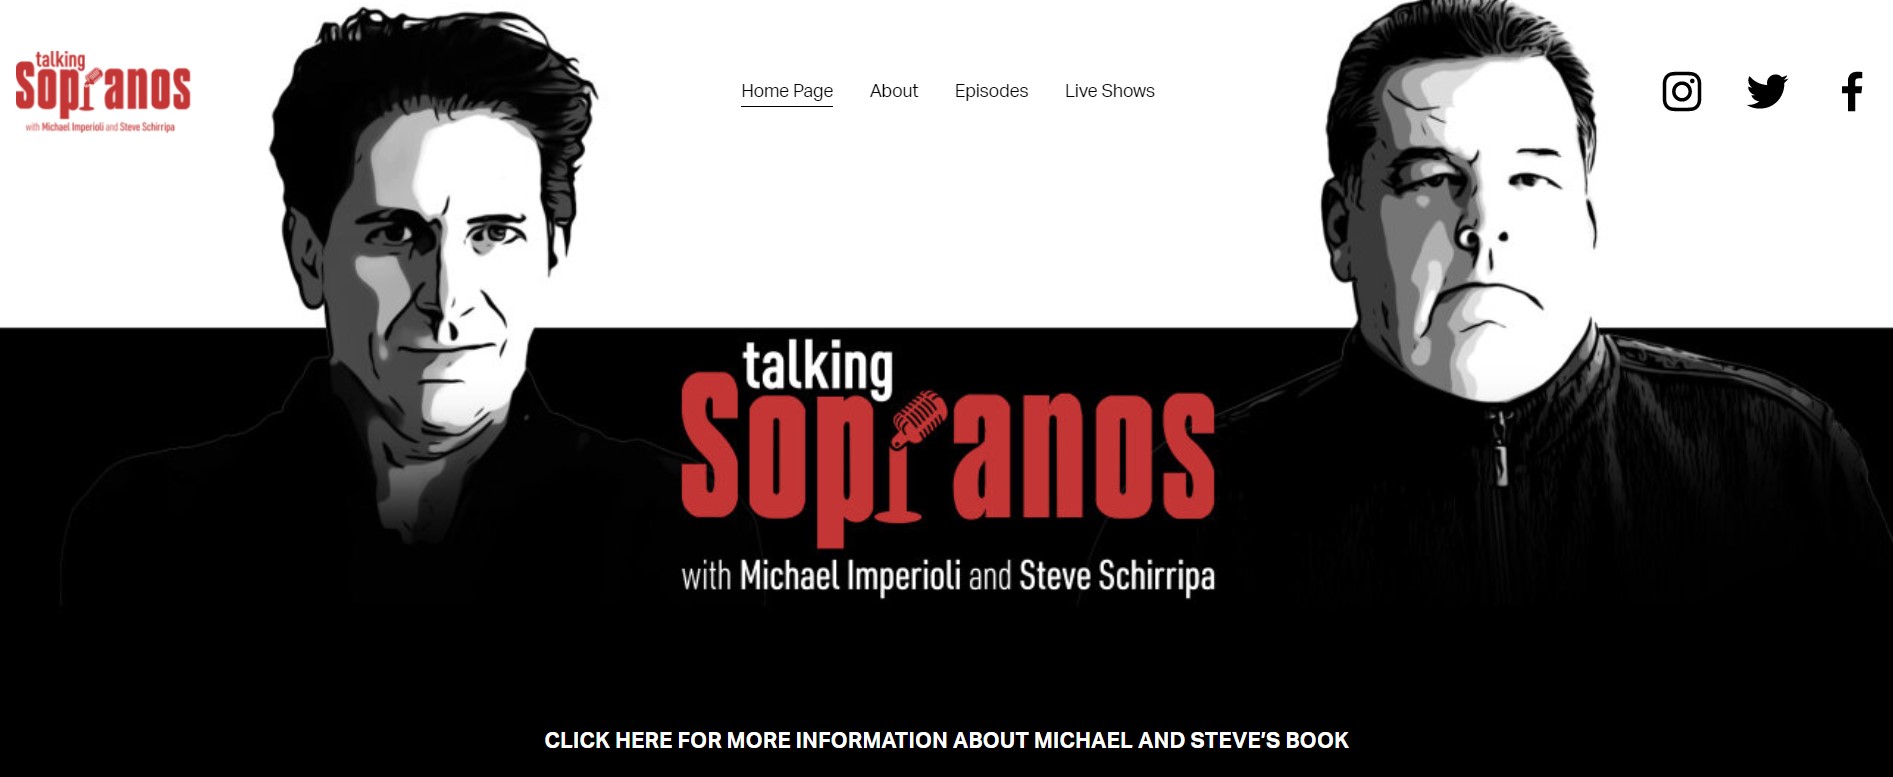 talking
Sopranos
with Michael Imperioli and Steve Schirripa
Home Page
About
Episodes
Live Shows
talking
Sopranos
with Michael Imperioli and Steve Schirripa
CLICK HERE FOR MORE INFORMATION ABOUT MICHAEL AND STEVE'S BOOK